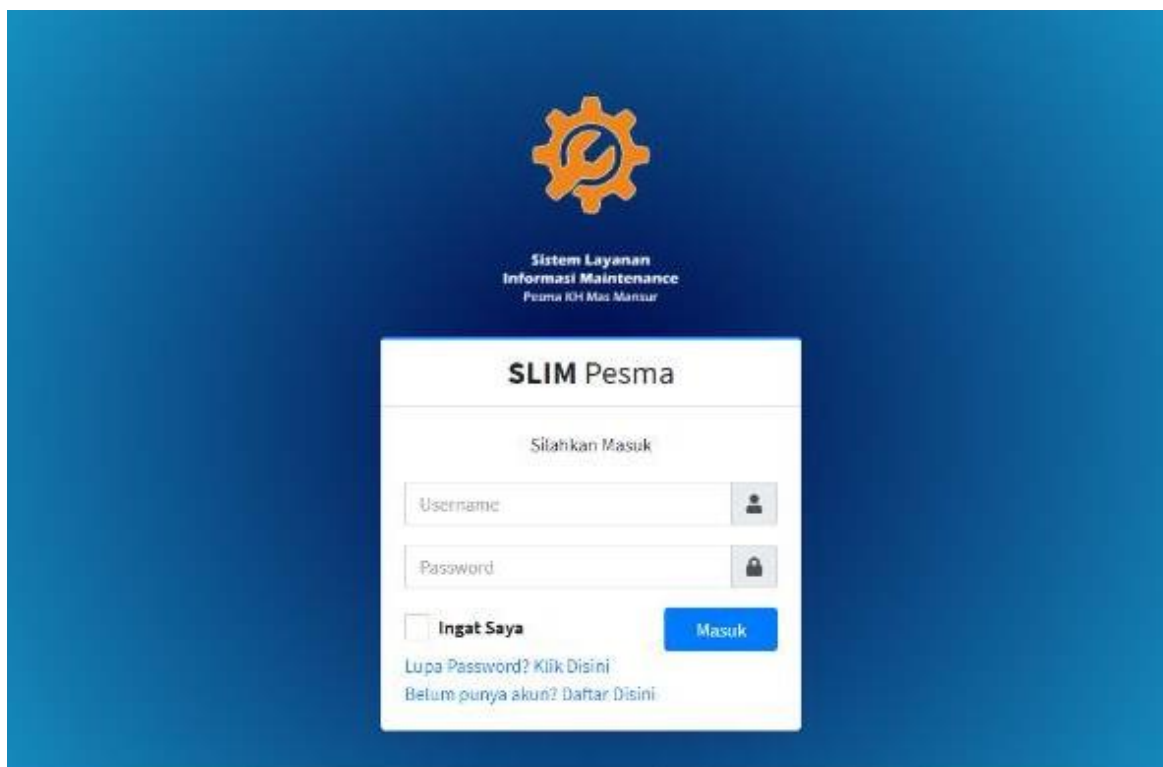 Sistem Layanan
Informasi Maintenance
Pesma KH Mas Mansur
SLIM Pesma
Silahkan Masuk
Username
Password
Ingat Saya
Masuk
Lupa Password? Klik Disini
Belum punya akun? Daftar Disini